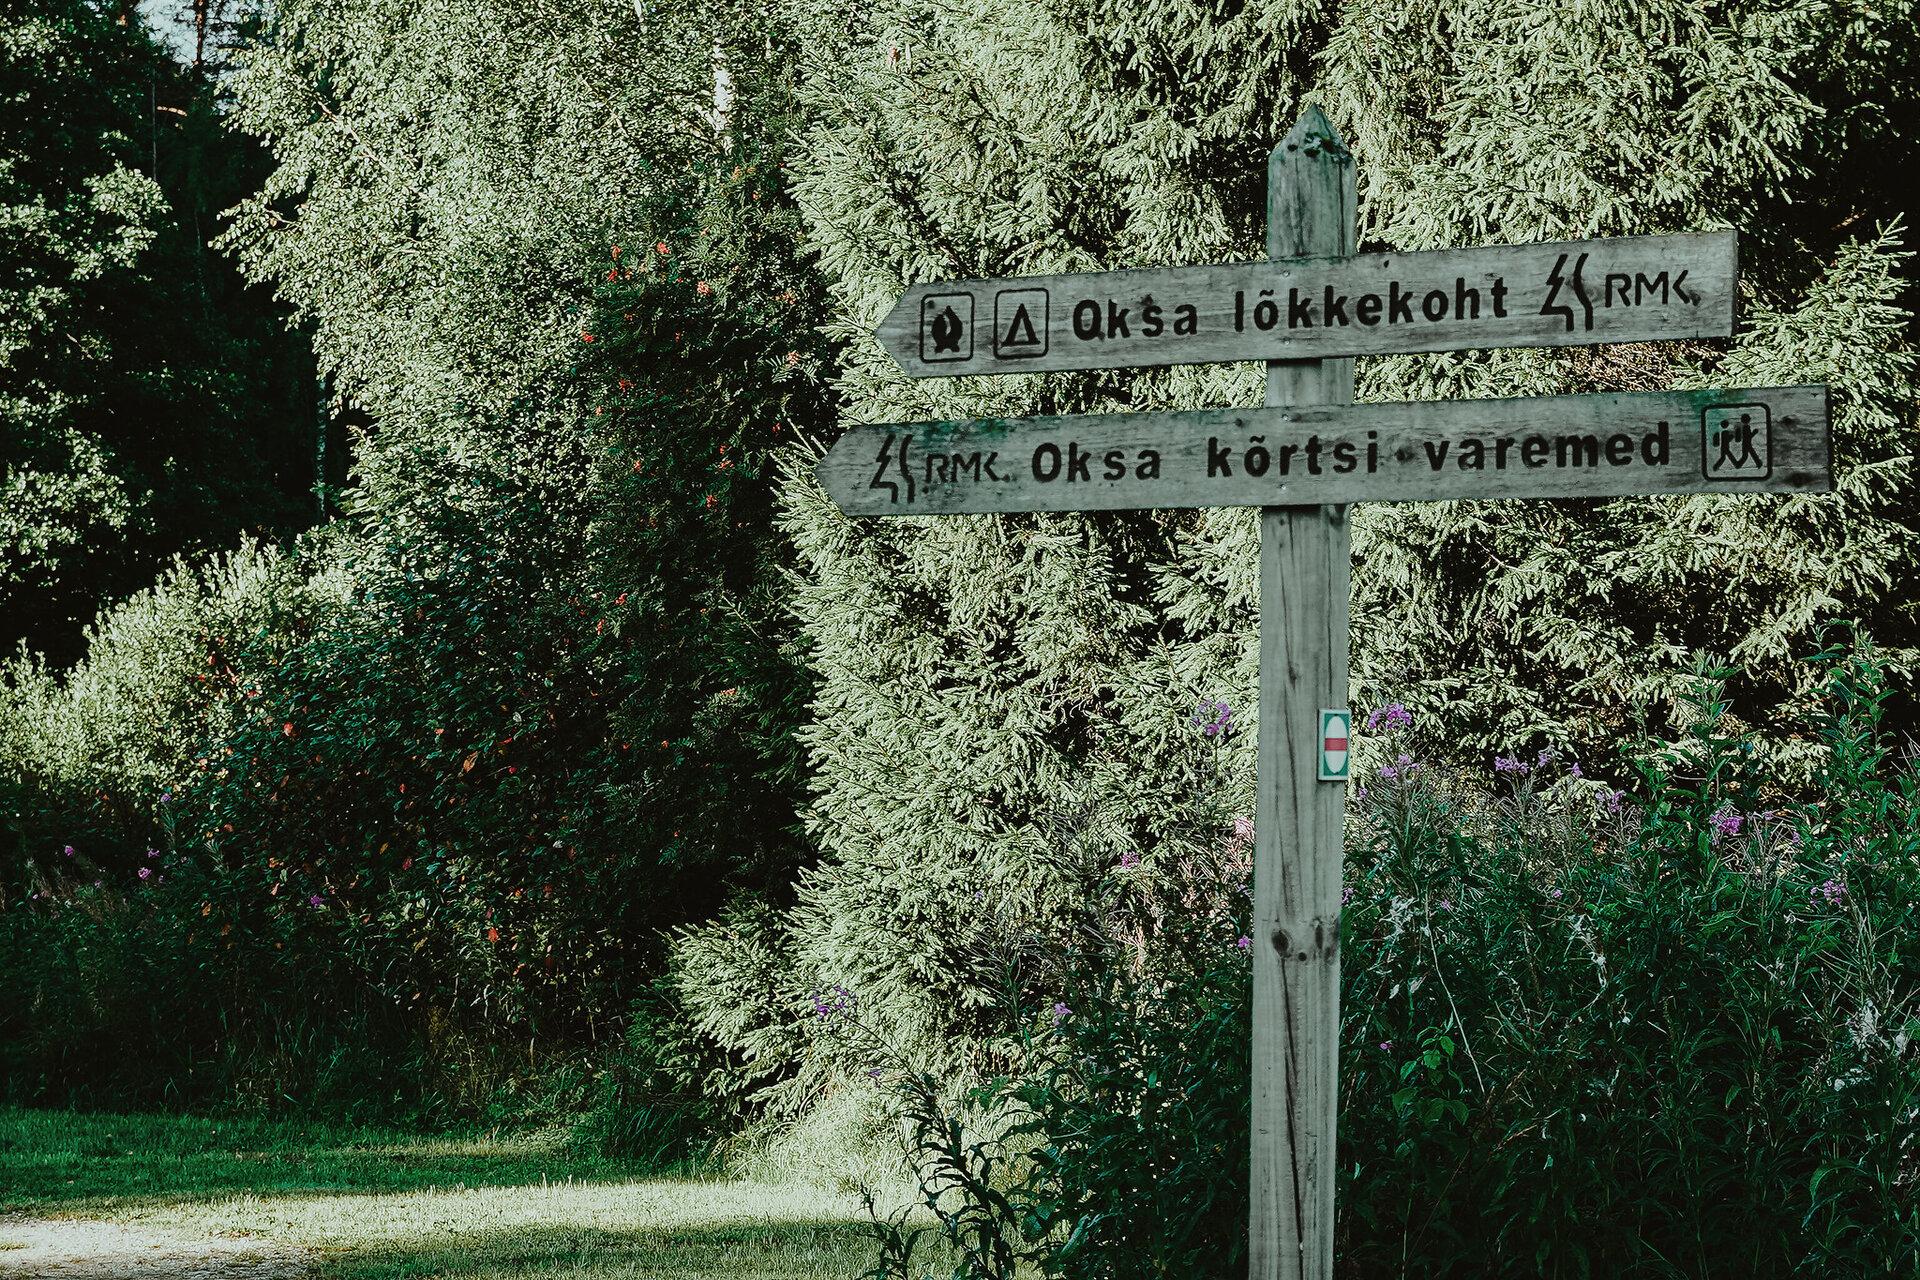 Oksa lõkkekoht RMK
RMK Oksa kõrtsi varemed